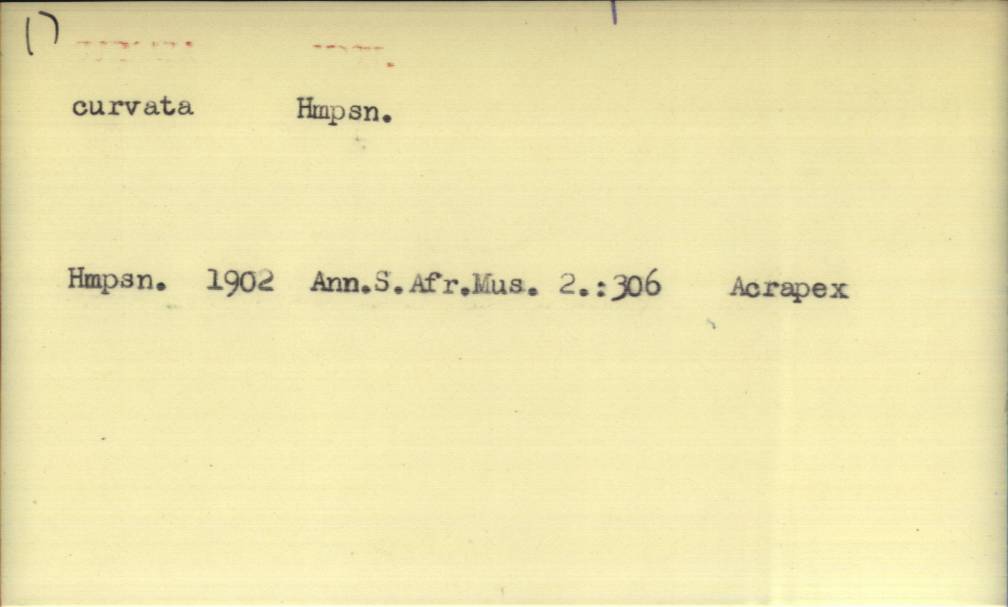 curvata Hmpsn.
Hmpsn. 1902 Ann.S.Afr.Mus. 2.:306 Acrapex